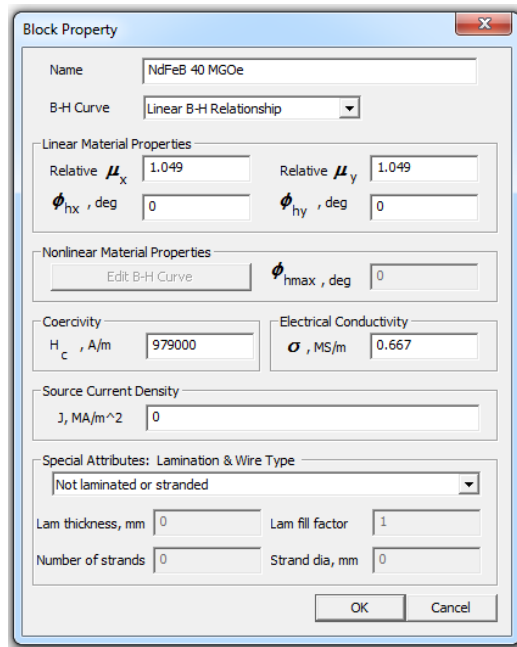 Block Property
X
Name NdFeB 40 MGOe
B-H Curve Linear B-H Relationship
Linear Material Properties
Relative μx 1.049 Relative μy 1.049
ϕhx , deg 0 ϕhy , deg 0
Nonlinear Material Properties
Edit B-H Curve ϕhmax , deg 0
Coercivity Electrical Conductivity
Hc , A/m 979000 σ , MS/m 0.667
Source Current Density
J, MA/m^2 0
Special Attributes: Lamination & Wire Type
Not laminated or stranded
Lam thickness, mm 0 Lam fill factor 1
Number of strands 0 Strand dia, mm 0
OK Cancel